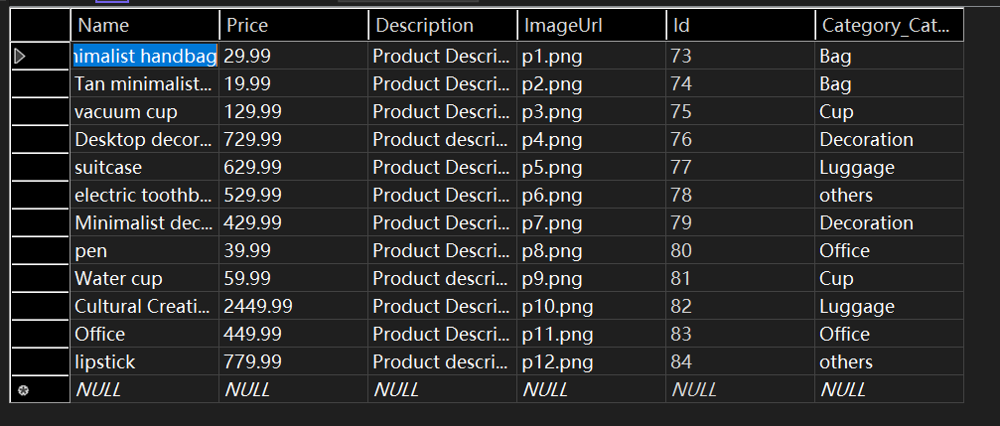 Name Price Description ImageUrl Id Category_Cat...
nimalist handbag 29.99 Product Descri... p1.png 73 Bag
Tan minimalist... 19.99 Product Descri... p2.png 74 Bag
vacuum cup 129.99 Product Descri... p3.png 75 Cup
Desktop decor... 729.99 Product descri... p4.png 76 Decoration
suitcase 629.99 Product Descri... p5.png 77 Luggage
electric toothb... 529.99 Product Descri... p6.png 78 others
Minimalist dec... 429.99 Product Descri... p7.png 79 Decoration
pen 39.99 Product Descri... p8.png 80 Office
Water cup 59.99 Product descri... p9.png 81 Cup
Cultural Creati... 2449.99 Product Descri... p10.png 82 Luggage
Office 449.99 Product Descri... p11.png 83 Office
lipstick 779.99 Product descri... p12.png 84 others
NULL NULL NULL NULL NULL NULL